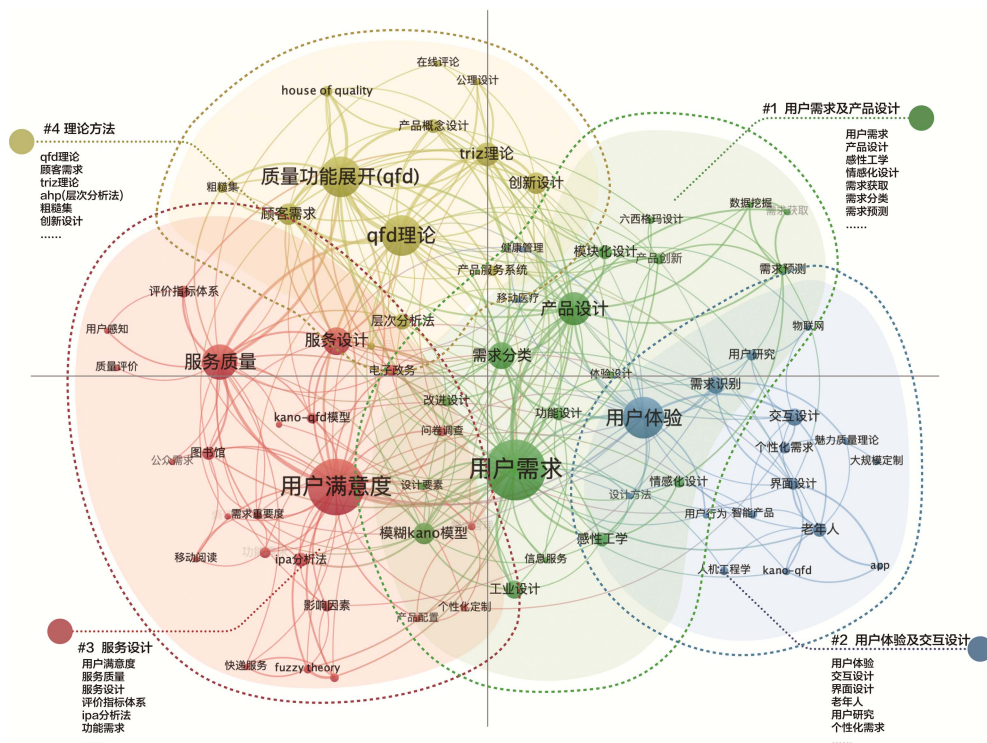 在线评论
公理设计
house of quality
#1 用户需求及产品设计
用户需求
产品设计
感性工学
情感化设计
需求获取
需求分类
需求预测
……
#4 理论方法
qfd理论
顾客需求
triz理论
ahp(层次分析法)
粗糙集
创新设计
……
产品概念设计
triz理论
质量功能展开(qfd)
创新设计
粗糙集
顾客需求
数据挖掘
需求获取
六西格玛设计
qfd理论
健康管理
模块化设计
产品创新
产品服务系统
需求预测
评价指标体系
移动医疗
产品设计
用户感知
层次分析法
物联网
服务设计
服务质量
需求分类
用户研究
质量评价
电子政务
体验设计
需求识别
改进设计
kano-qfd模型
功能设计
用户体验
交互设计
问卷调查
个性化需求
魅力质量理论
图书馆
公众需求
大规模定制
用户需求
用户满意度
设计要素
情感化设计
界面设计
设计方法
需求重要度
用户行为
智能产品
模糊kano模型
感性工学
老年人
移动阅读
ipa分析法
信息服务
人机工程学
kano-qfd
app
工业设计
影响因素
个性化定制
产品配置
快递服务
fuzzy theory
#3 服务设计
用户满意度
服务质量
服务设计
评价指标体系
ipa分析法
功能需求
#2 用户体验及交互设计
用户体验
交互设计
界面设计
老年人
用户研究
个性化需求
……